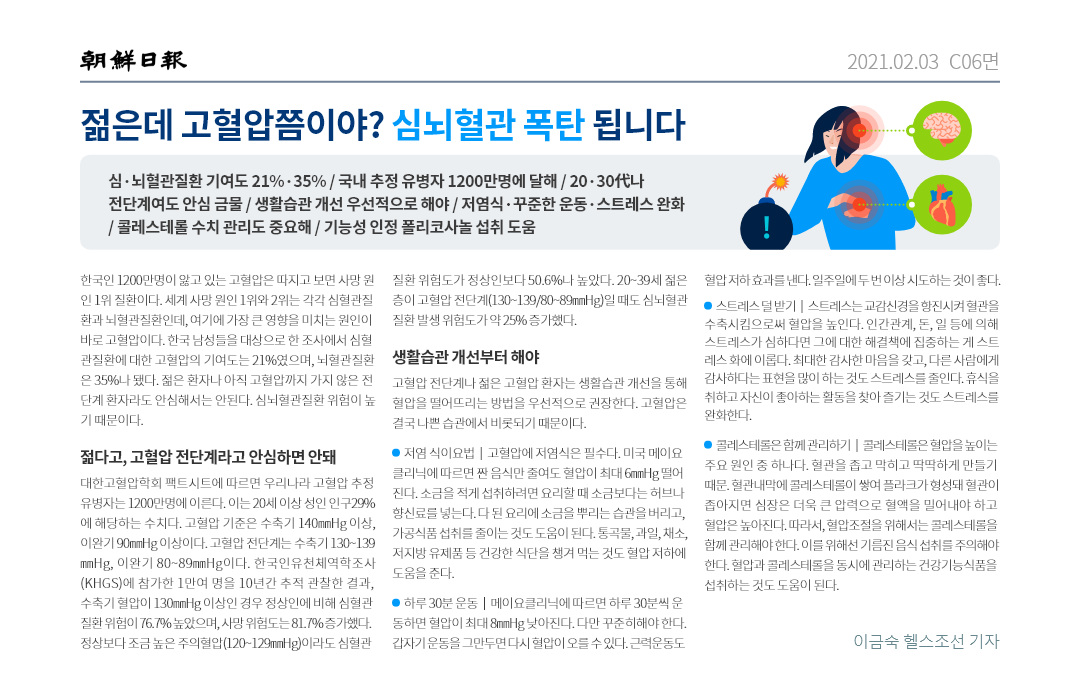 朝鮮日報
2021.02.03 C06면
젊은데 고혈압쯤이야? 심뇌혈관 폭탄 됩니다
심·뇌혈관질환 기여도 21%·35% / 국내 추정 유병자 1200만명에 달해 / 20·30代나
전단계여도 안심 금물 / 생활습관 개선 우선적으로 해야 / 저염식·꾸준한 운동·스트레스 완화
/ 콜레스테롤 수치 관리도 중요해 / 기능성 인정 폴리코사놀 섭취 도움
!
한국인 1200만명이 앓고 있는 고혈압은 따지고 보면 사망 원
인 1위 질환이다. 세계 사망 원인 1위와 2위는 각각 심혈관질
환과 뇌혈관질환인데, 여기에 가장 큰 영향을 미치는 원인이
바로 고혈압이다. 한국 남성들을 대상으로 한 조사에서 심혈
관질환에 대한 고혈압의 기여도는 21%였으며, 뇌혈관질환
은 35%나 됐다. 젊은 환자나 아직 고혈압까지 가지 않은 전
단계 환자라도 안심해서는 안된다. 심뇌혈관질환 위험이 높
기 때문이다.
젊다고, 고혈압 전단계라고 안심하면 안돼
대한고혈압학회 팩트시트에 따르면 우리나라 고혈압 추정
유병자는 1200만명에 이른다. 이는 20세 이상 성인 인구29%
에 해당하는 수치다. 고혈압 기준은 수축기 140mmHg 이상,
이완기 90mmHg 이상이다. 고혈압 전단계는 수축기 130~139
mmHg, 이완기 80~89mmHg이다. 한국인유전체역학조사
(KHGS)에 참가한 1만여 명을 10년간 추적 관찰한 결과,
수축기 혈압이 130mmHg 이상인 경우 정상인에 비해 심혈관
질환 위험이 76.7% 높았으며, 사망 위험도는 81.7% 증가했다.
정상보다 조금 높은 주의혈압(120~129mmHg)이라도 심혈관
질환 위험도가 정상인보다 50.6%나 높았다. 20~39세 젊은
층이 고혈압 전단계(130~139/80~89mmHg)일 때도 심뇌혈관
질환 발생 위험도가 약 25% 증가했다.
생활습관 개선부터 해야
고혈압 전단계나 젊은 고혈압 환자는 생활습관 개선을 통해
혈압을 떨어뜨리는 방법을 우선적으로 권장한다. 고혈압은
결국 나쁜 습관에서 비롯되기 때문이다.
● 저염 식이요법 | 고혈압에 저염식은 필수다. 미국 메이요
클리닉에 따르면 짠 음식만 줄여도 혈압이 최대 6mmHg 떨어
진다. 소금을 적게 섭취하려면 요리할 때 소금보다는 허브나
향신료를 넣는다. 다 된 요리에 소금을 뿌리는 습관을 버리고,
가공식품 섭취를 줄이는 것도 도움이 된다. 통곡물, 과일, 채소,
저지방 유제품 등 건강한 식단을 챙겨 먹는 것도 혈압 저하에
도움을 준다.
● 하루 30분 운동 | 메이요클리닉에 따르면 하루 30분씩 운
동하면 혈압이 최대 8mmHg 낮아진다. 다만 꾸준히해야 한다.
갑자기 운동을 그만두면 다시 혈압이 오를 수 있다. 근력운동도
혈압 저하 효과를 낸다. 일주일에 두 번 이상 시도하는 것이 좋다.
● 스트레스 덜 받기 | 스트레스는 교감신경을 항진시켜 혈관을
수축시킴으로써 혈압을 높인다. 인간관계, 돈, 일 등에 의해
스트레스가 심하다면 그에 대한 해결책에 집중하는 게 스트
레스 화에 이롭다. 최대한 감사한 마음을 갖고, 다른 사람에게
감사하다는 표현을 많이 하는 것도 스트레스를 줄인다. 휴식을
취하고 자신이 좋아하는 활동을 찾아 즐기는 것도 스트레스를
완화한다.
● 콜레스테롤은 함께 관리하기 | 콜레스테롤은 혈압을 높이는
주요 원인 중 하나다. 혈관을 좁고 막히고 딱딱하게 만들기
때문. 혈관내막에 콜레스테롤이 쌓여 플라크가 형성돼 혈관이
좁아지면 심장은 더욱 큰 압력으로 혈액을 밀어내야 하고
혈압은 높아진다. 따라서, 혈압조절을 위해서는 콜레스테롤을
함께 관리해야 한다. 이를 위해선 기름진 음식 섭취를 주의해야
한다. 혈압과 콜레스테롤을 동시에 관리하는 건강기능식품을
섭취하는 것도 도움이 된다.
이금숙 헬스조선 기자